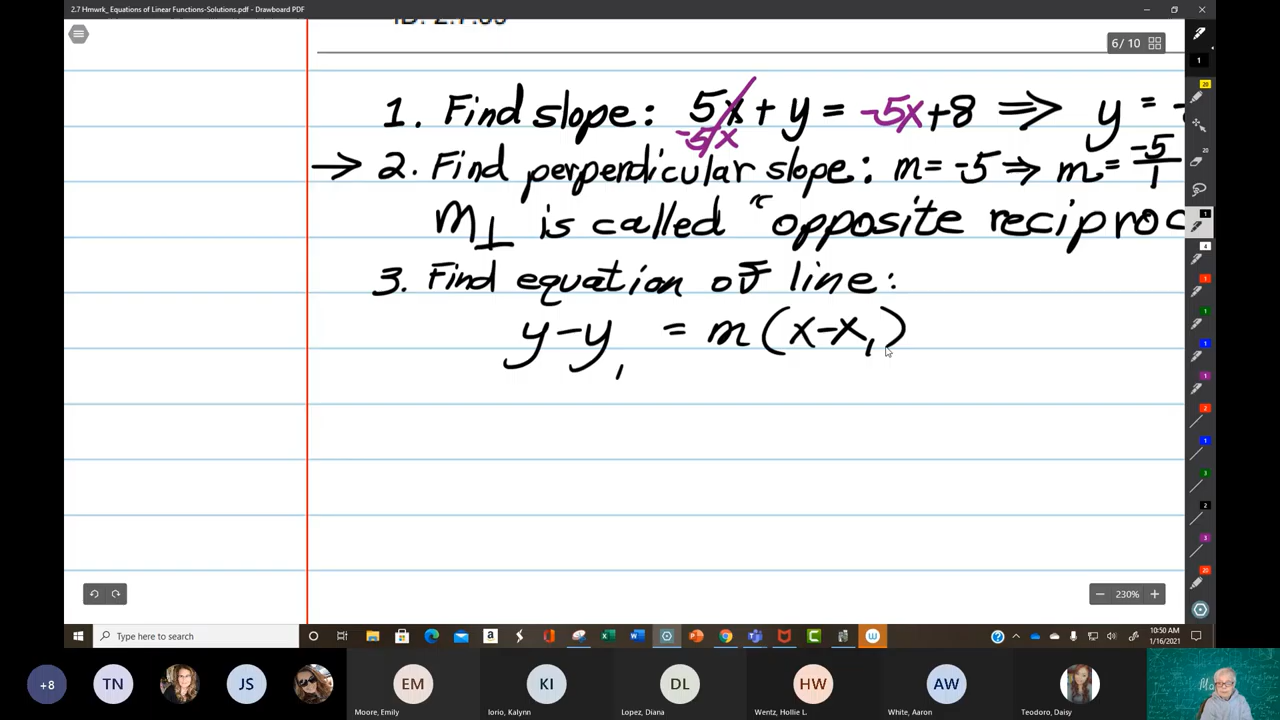 2.7 Hmwrk_ Equations of Linear Functions-Solutions.pdf - Drawboard PDF
6/10
1. Find slope: 5x + y = -5x +8 ⇒ y = -
-5x
→ 2. Find perpendicular slope: m = -5 ⇒ m = -5/1
m⊥ is called "opposite reciproc
3. Find equation of line:
y - y₁ = m (x - x₁)
230%
Type here to search
10:50 AM
1/16/2021
+8 TN JS EM KI DL HW AW
Moore, Emily Iorio, Kalynn Lopez, Diana Wentz, Hollie L. White, Aaron Teodoro, Daisy